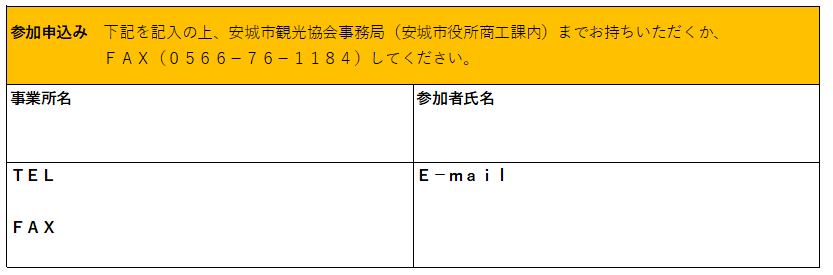 参加申込み　下記を記入の上、安城市観光協会事務局（安城市役所商工課内）までお持ちいただくか、
ＦＡＸ（０５６６－７６－１１８４）してください。
事業所名
参加者氏名
ＴＥＬ
Ｅ－ｍａｉｌ
ＦＡＸ